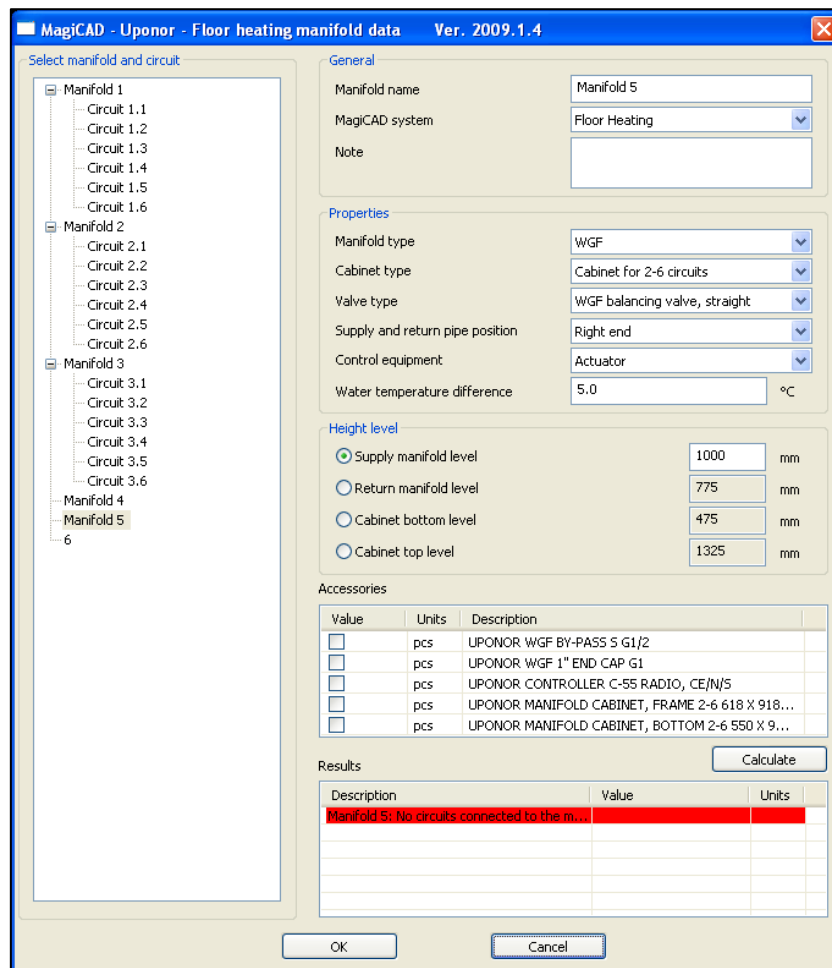 MagiCAD - Uponor - Floor heating manifold data Ver. 2009.1.4
Select manifold and circuit
Manifold 1
Circuit 1.1
Circuit 1.2
Circuit 1.3
Circuit 1.4
Circuit 1.5
Circuit 1.6
Manifold 2
Circuit 2.1
Circuit 2.2
Circuit 2.3
Circuit 2.4
Circuit 2.5
Circuit 2.6
Manifold 3
Circuit 3.1
Circuit 3.2
Circuit 3.3
Circuit 3.4
Circuit 3.5
Circuit 3.6
Manifold 4
Manifold 5
6
General
Manifold name Manifold 5
MagiCAD system Floor Heating
Note
Properties
Manifold type WGF
Cabinet type Cabinet for 2-6 circuits
Valve type WGF balancing valve, straight
Supply and return pipe position Right end
Control equipment Actuator
Water temperature difference 5.0 °C
Height level
Supply manifold level 1000 mm
Return manifold level 775 mm
Cabinet bottom level 475 mm
Cabinet top level 1325 mm
Accessories
Value Units Description
pcs UPONOR WGF BY-PASS S G1/2
pcs UPONOR WGF 1" END CAP G1
pcs UPONOR CONTROLLER C-55 RADIO, CE/N/S
pcs UPONOR MANIFOLD CABINET, FRAME 2-6 618 X 918...
pcs UPONOR MANIFOLD CABINET, BOTTOM 2-6 550 X 9...
Calculate
Results
Description Value Units
Manifold 5: No circuits connected to the m...
OK Cancel